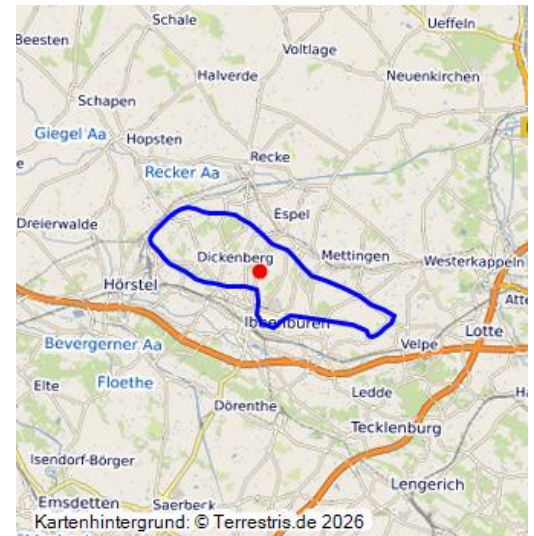 Schale
Ueffeln
Beesten
Voltlage
Halverde
Neuenkirchen
Schapen
Giegel Aa
Hopsten
Recke
Recker Aa
Espel
Dreierwalde
Dickenberg
Mettingen
Westerkappeln
Hörstel
Atte
Ibbenbüren
Lotte
Bevergerner Aa
Velpe
Elte
Floethe
Ledde
Ha
Dörenthe
Tecklenburg
Isendorf-Börger
Lengerich
Emsdetten
Saerbeck
Kartenhintergrund: © Terrestris.de 2026